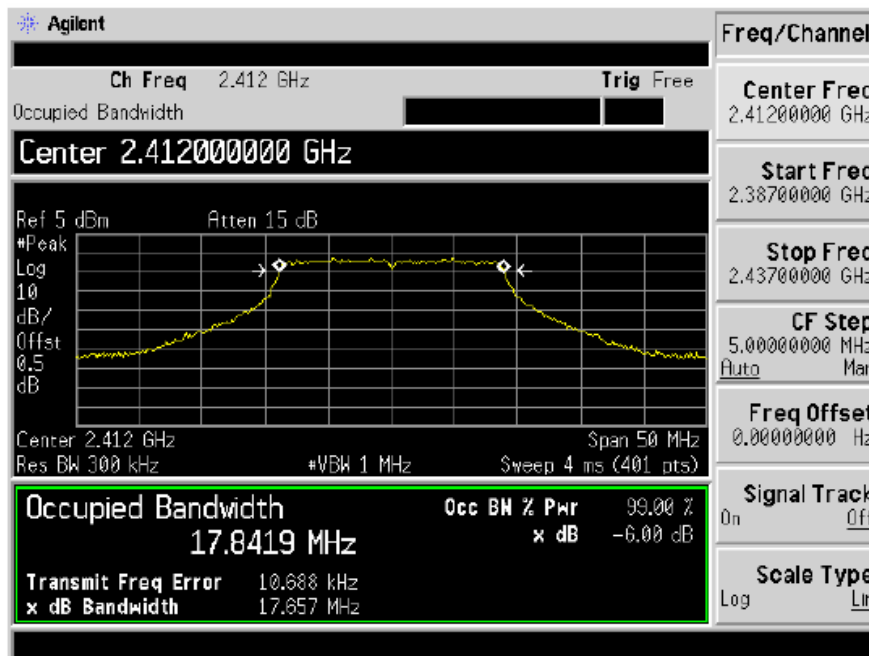 Agilent
Ch Freq 2.412 GHz Trig Free
Occupied Bandwidth
Center 2.412000000 GHz
Ref 5 dBm Atten 15 dB
#Peak
Log
10
dB/
Offst
0.5
dB
Center 2.412 GHz Span 50 MHz
Res BW 300 kHz #VBW 1 MHz Sweep 4 ms (401 pts)
Occupied Bandwidth
17.8419 MHz
Occ BW % Pwr 99.00 %
x dB -6.00 dB
Transmit Freq Error 10.688 kHz
x dB Bandwidth 17.657 MHz
Freq/Channel
Center Freq
2.41200000 GHz
Start Freq
2.38700000 GHz
Stop Freq
2.43700000 GHz
CF Step
5.00000000 MHz
Auto Man
Freq Offset
0.00000000 Hz
Signal Track
On Off
Scale Type
Log Lin